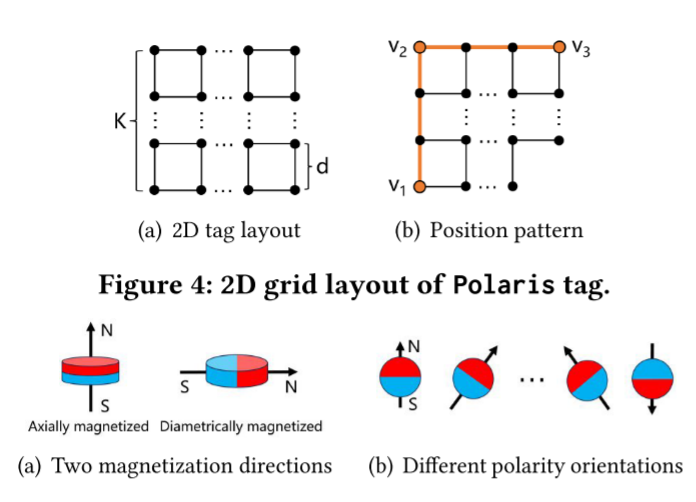 V2
V3
K
d
V1
(a) 2D tag layout
(b) Position pattern
Figure 4: 2D grid layout of Polaris tag.
N
S
S
N
N
S
Axially magnetized
Diametrically magnetized
(a) Two magnetization directions
(b) Different polarity orientations